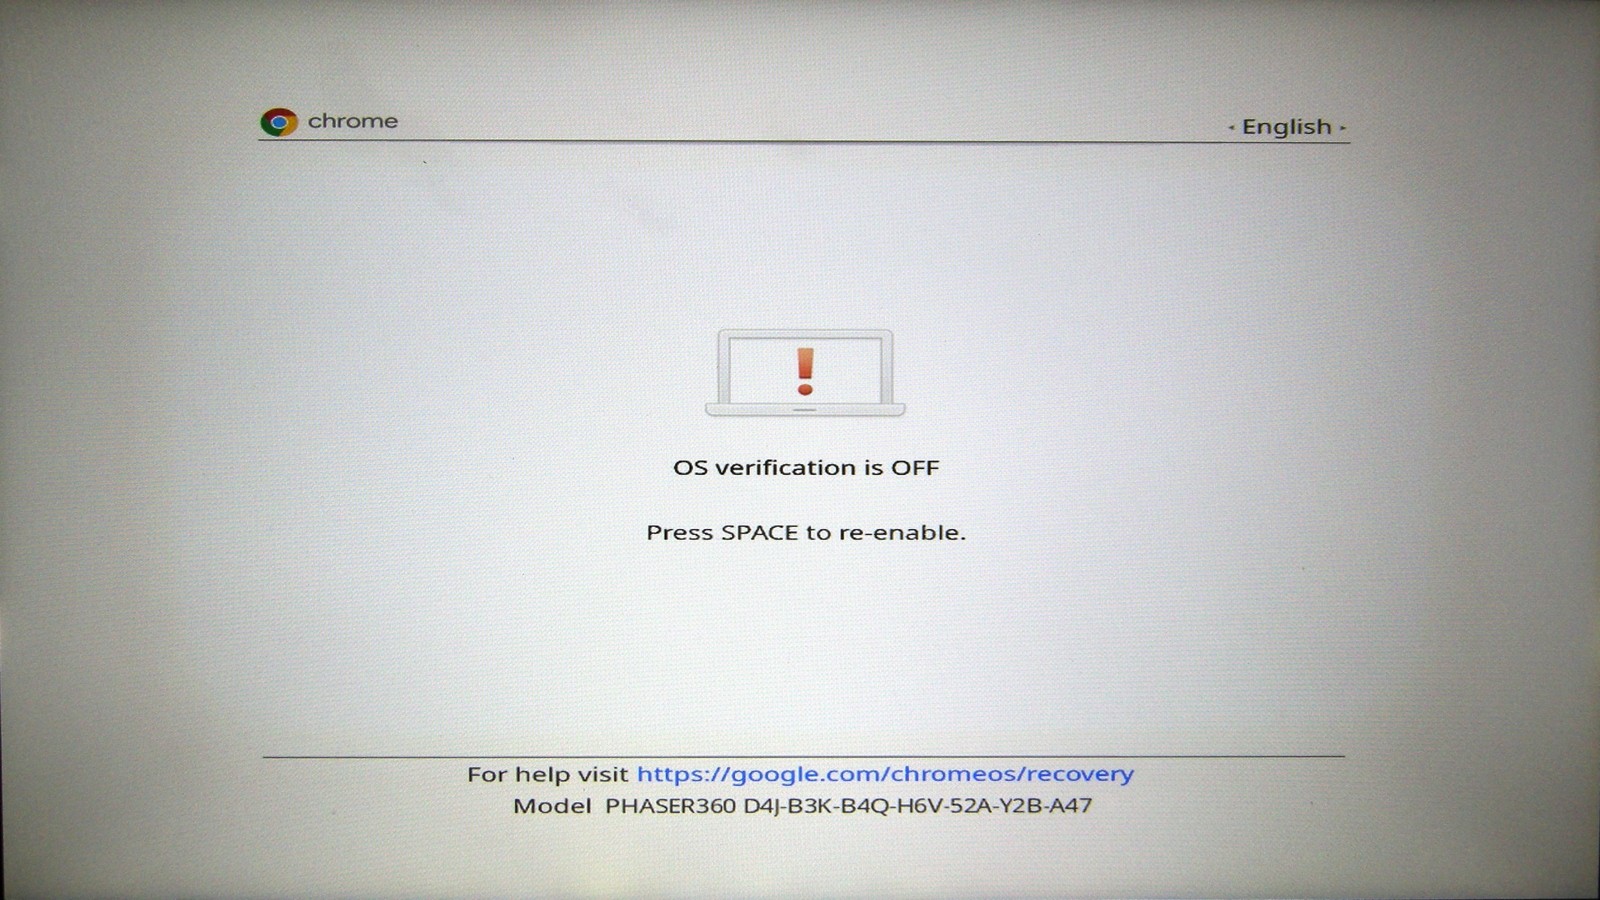 chrome
English
OS verification is OFF
Press SPACE to re-enable.
For help visit https://google.com/chromeos/recovery
Model PHASER360 D4J-B3K-B4Q-H6V-52A-Y2B-A47